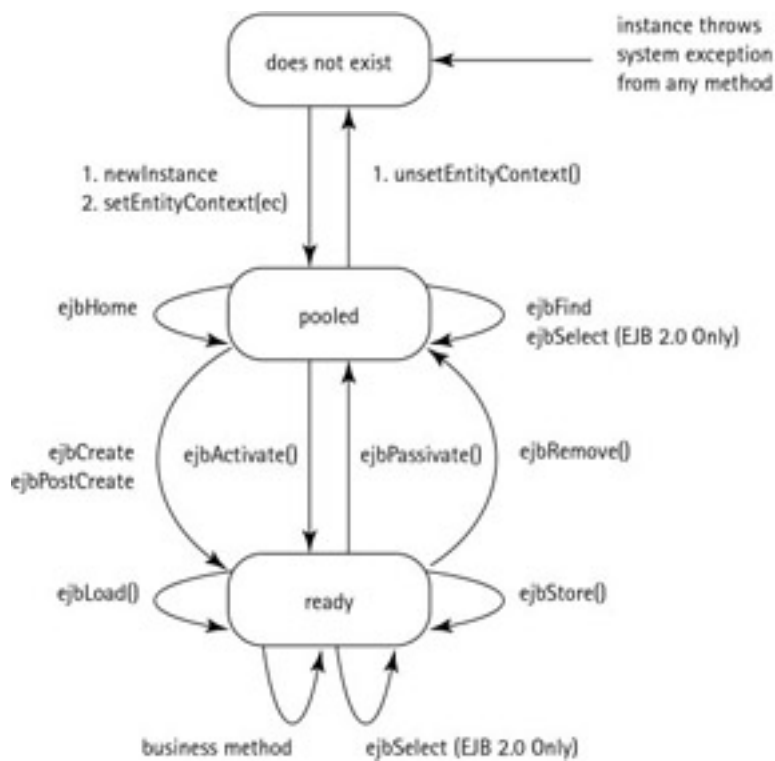 instance throws
system exception
from any method
does not exist
1. newInstance
2. setEntityContext(ec)
1. unsetEntityContext()
ejbHome
pooled
ejbFind
ejbSelect (EJB 2.0 Only)
ejbCreate
ejbPostCreate
ejbActivate()
ejbPassivate()
ejbRemove()
ejbLoad()
ready
ejbStore()
business method
ejbSelect (EJB 2.0 Only)